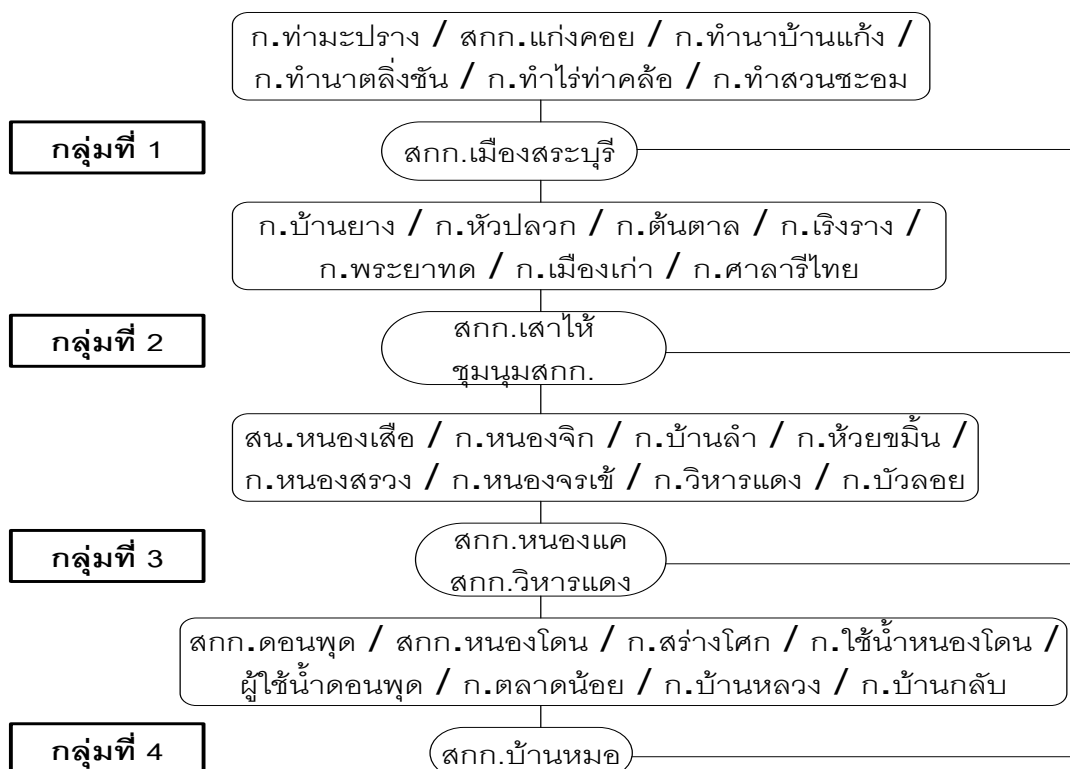 ก.ท่ามะปราง / สกก.แก่งคอย / ก.ทำนาบ้านแก้ง /
ก.ทำนาตลิ่งชัน / ก.ทำไร่ท่าคล้อ / ก.ทำสวนชะอม
กลุ่มที่ 1
สกก.เมืองสระบุรี
ก.บ้านยาง / ก.หัวปลวก / ก.ต้นตาล / ก.เริงราง /
ก.พระยาทด / ก.เมืองเก่า / ก.ศาลารีไทย
กลุ่มที่ 2
สกก.เสาไห้
ชุมนุมสกก.
สน.หนองเสือ / ก.หนองจิก / ก.บ้านลำ / ก.ห้วยขมิ้น /
ก.หนองสรวง / ก.หนองจรเข้ / ก.วิหารแดง / ก.บัวลอย
กลุ่มที่ 3
สกก.หนองแค
สกก.วิหารแดง
สกก.ดอนพุด / สกก.หนองโดน / ก.สร่างโศก / ก.ใช้น้ำหนองโดน /
ผู้ใช้น้ำดอนพุด / ก.ตลาดน้อย / ก.บ้านหลวง / ก.บ้านกลับ
กลุ่มที่ 4
สกก.บ้านหมอ